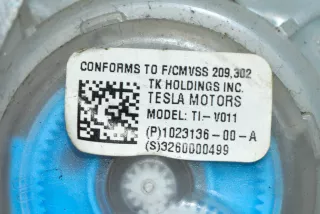 CONFORMS TO F/CMVSS 209,302
TK HOLDINGS INC.
TESLA MOTORS
MODEL: TI-V011
(P)1023136-00-A
(S)3260000499